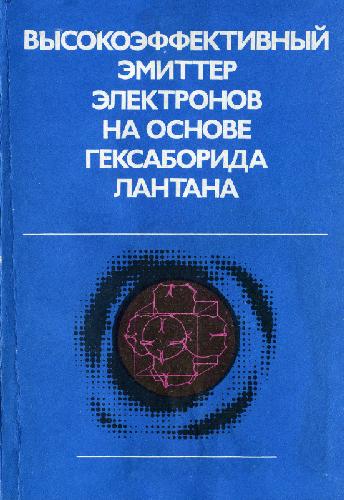 ВЫСОКОЭФФЕКТИВНЫЙ
ЭМИТТЕР
ЭЛЕКТРОНОВ
НА ОСНОВЕ
ГЕКСАБОРИДА
ЛАНТАНА